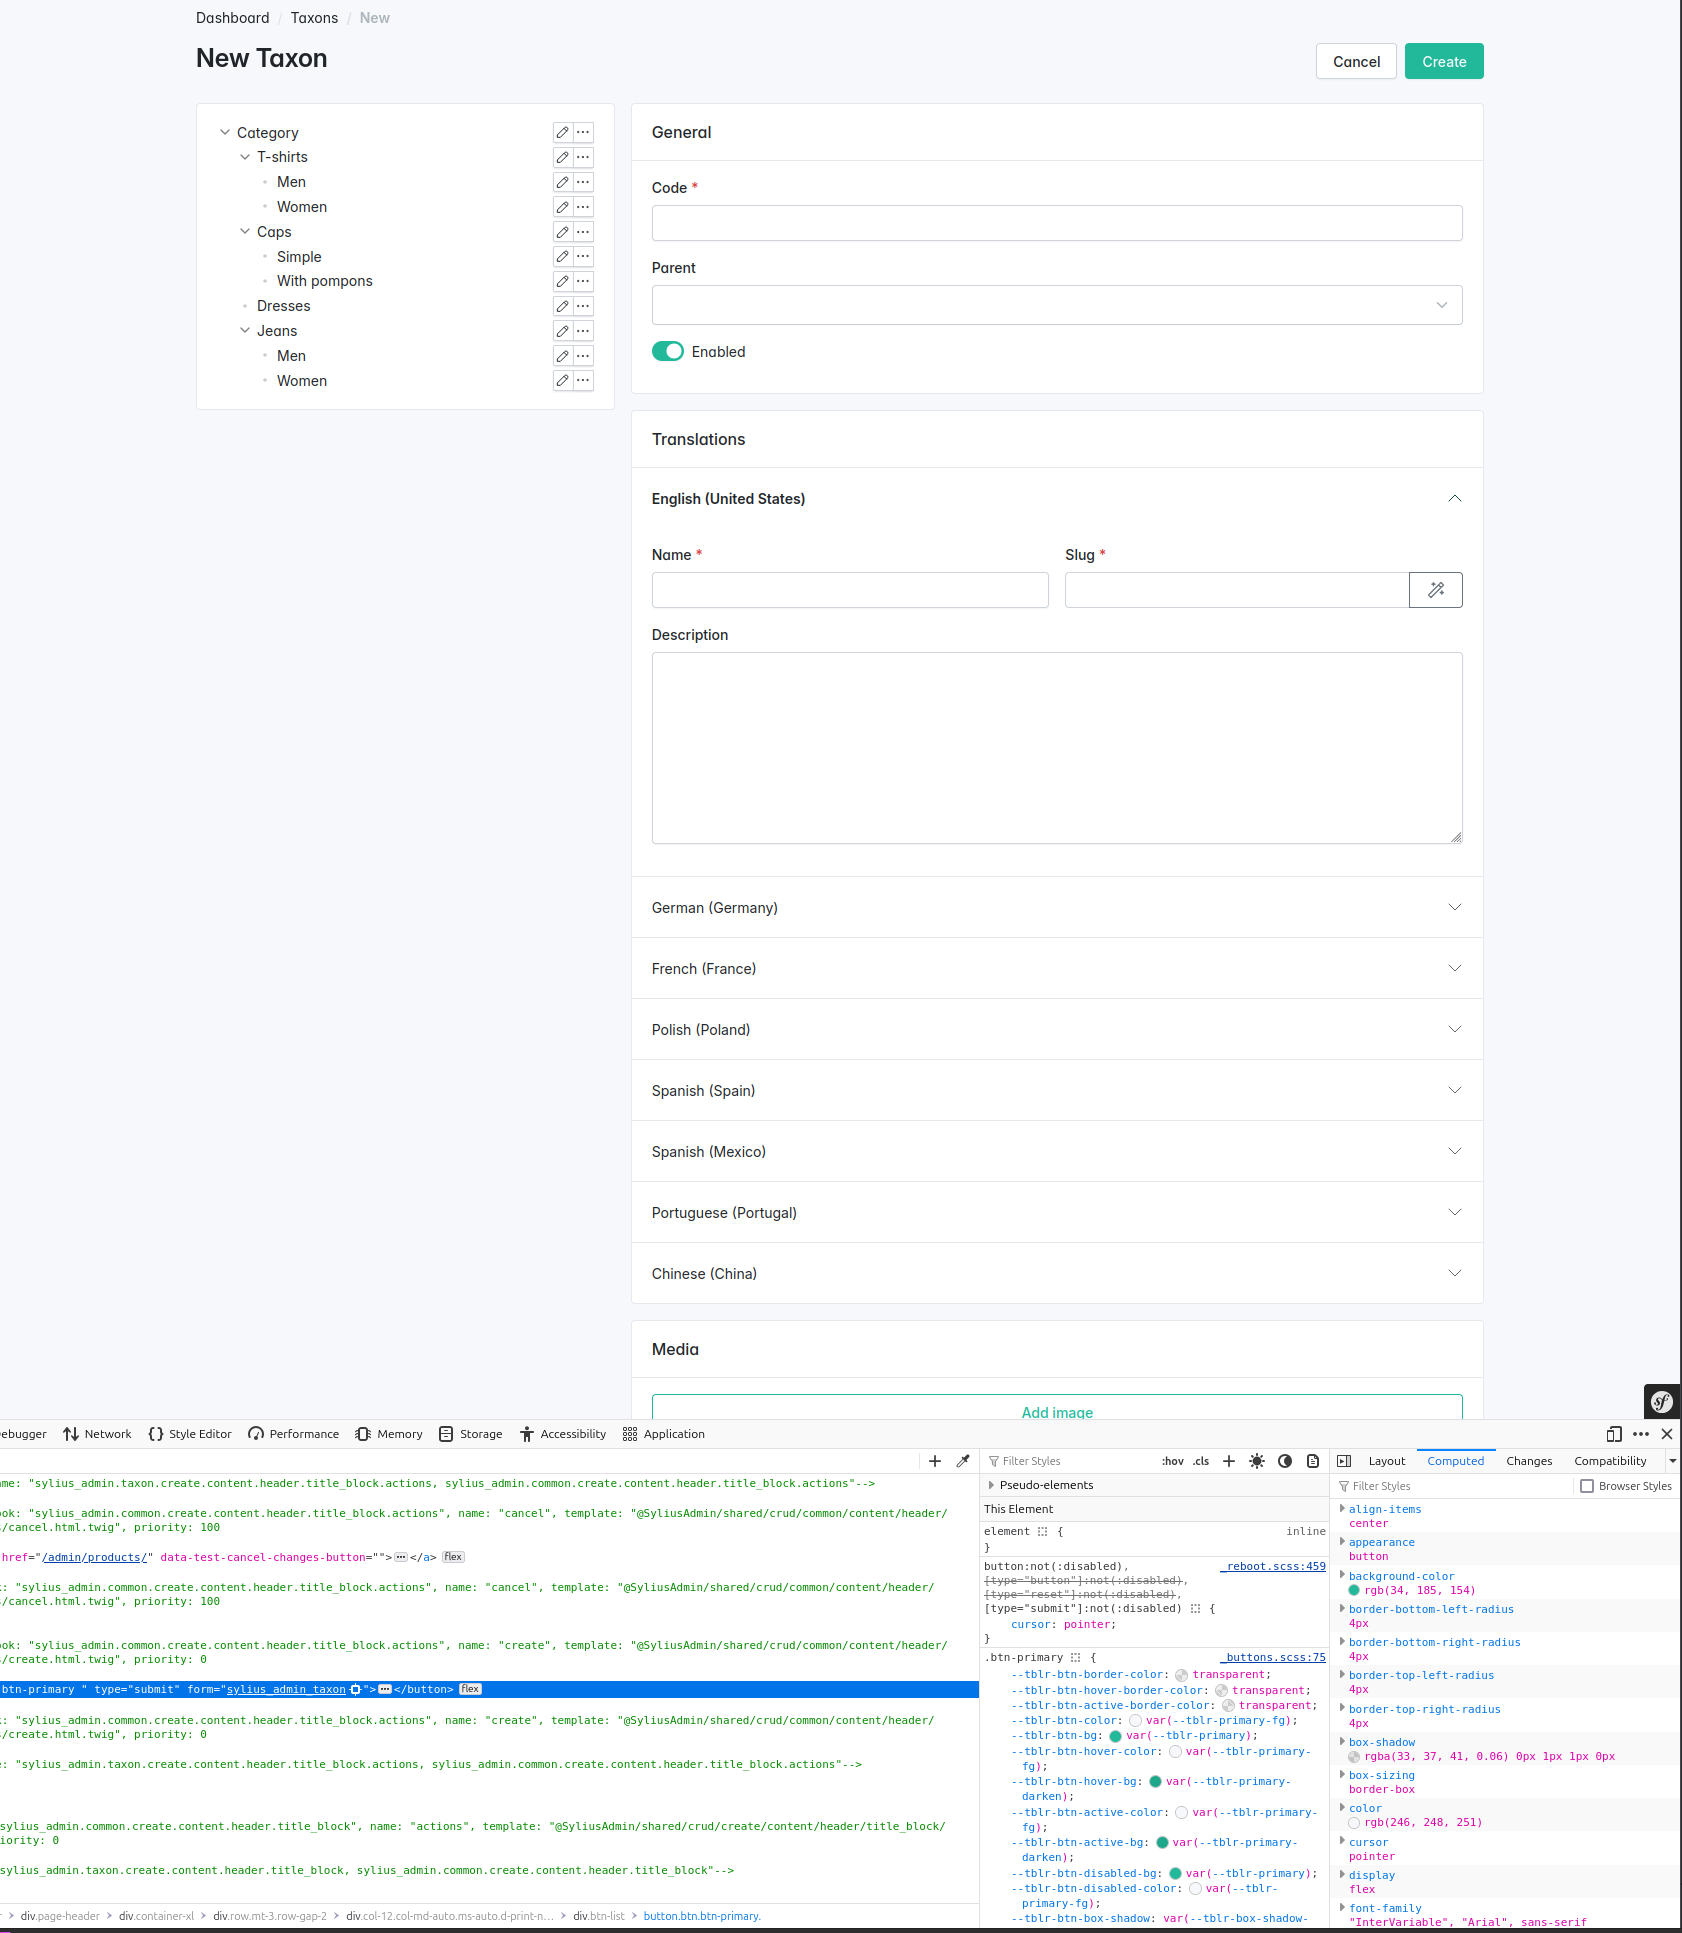 Dashboard / Taxons / New
New Taxon
Cancel
Create
Category
T-shirts
Men
Women
Caps
Simple
With pompons
Dresses
Jeans
Men
Women
General
Code *
Parent
Enabled
Translations
English (United States)
Name *
Slug *
Description
German (Germany)
French (France)
Polish (Poland)
Spanish (Spain)
Spanish (Mexico)
Portuguese (Portugal)
Chinese (China)
Media
Add image
sf
ebugger Network Style Editor Performance Memory Storage Accessibility Application
me: "sylius_admin.taxon.create.content.header.title_block.actions, sylius_admin.common.create.content.header.title_block.actions"-->
ok: "sylius_admin.common.create.content.header.title_block.actions", name: "cancel", template: "@SyliusAdmin/shared/crud/common/content/header/
/cancel.html.twig", priority: 100
href="/admin/products/" data-test-cancel-changes-button=""></a> flex
: "sylius_admin.common.create.content.header.title_block.actions", name: "cancel", template: "@SyliusAdmin/shared/crud/common/content/header/
/cancel.html.twig", priority: 100
ok: "sylius_admin.common.create.content.header.title_block.actions", name: "create", template: "@SyliusAdmin/shared/crud/common/content/header/
/create.html.twig", priority: 0
btn-primary " type="submit" form="sylius_admin_taxon"></button> flex
: "sylius_admin.common.create.content.header.title_block.actions", name: "create", template: "@SyliusAdmin/shared/crud/common/content/header/
/create.html.twig", priority: 0
: "sylius_admin.taxon.create.content.header.title_block.actions, sylius_admin.common.create.content.header.title_block.actions"-->
sylius_admin.common.create.content.header.title_block", name: "actions", template: "@SyliusAdmin/shared/crud/create/content/header/title_block/
iority: 0
sylius_admin.taxon.create.content.header.title_block, sylius_admin.common.create.content.header.title_block"-->
div.page-header > div.container-xl > div.row.mt-3.row-gap-2 > div.col-12.col-md-auto.ms-auto.d-print-n... > div.btn-list > button.btn.btn-primary.
Filter Styles :hov .cls +
Pseudo-elements
This Element
element { inline
}
button:not(:disabled), _reboot.scss:459
[type="button"]:not(:disabled),
[type="reset"]:not(:disabled),
[type="submit"]:not(:disabled) {
cursor: pointer;
}
.btn-primary { _buttons.scss:75
--tblr-btn-border-color: transparent;
--tblr-btn-hover-border-color: transparent;
--tblr-btn-active-border-color: transparent;
--tblr-btn-color: var(--tblr-primary-fg);
--tblr-btn-bg: var(--tblr-primary);
--tblr-btn-hover-color: var(--tblr-primary-
fg);
--tblr-btn-hover-bg: var(--tblr-primary-
darken);
--tblr-btn-active-color: var(--tblr-primary-
fg);
--tblr-btn-active-bg: var(--tblr-primary-
darken);
--tblr-btn-disabled-bg: var(--tblr-primary);
--tblr-btn-disabled-color: var(--tblr-
primary-fg);
--tblr-btn-box-shadow: var(--tblr-box-shadow-
Layout Computed Changes Compatibility
Filter Styles Browser Styles
align-items
center
appearance
button
background-color
rgb(34, 185, 154)
border-bottom-left-radius
4px
border-bottom-right-radius
4px
border-top-left-radius
4px
border-top-right-radius
4px
box-shadow
rgba(33, 37, 41, 0.06) 0px 1px 1px 0px
box-sizing
border-box
color
rgb(246, 248, 251)
cursor
pointer
display
flex
font-family
"InterVariable", "Arial", sans-serif